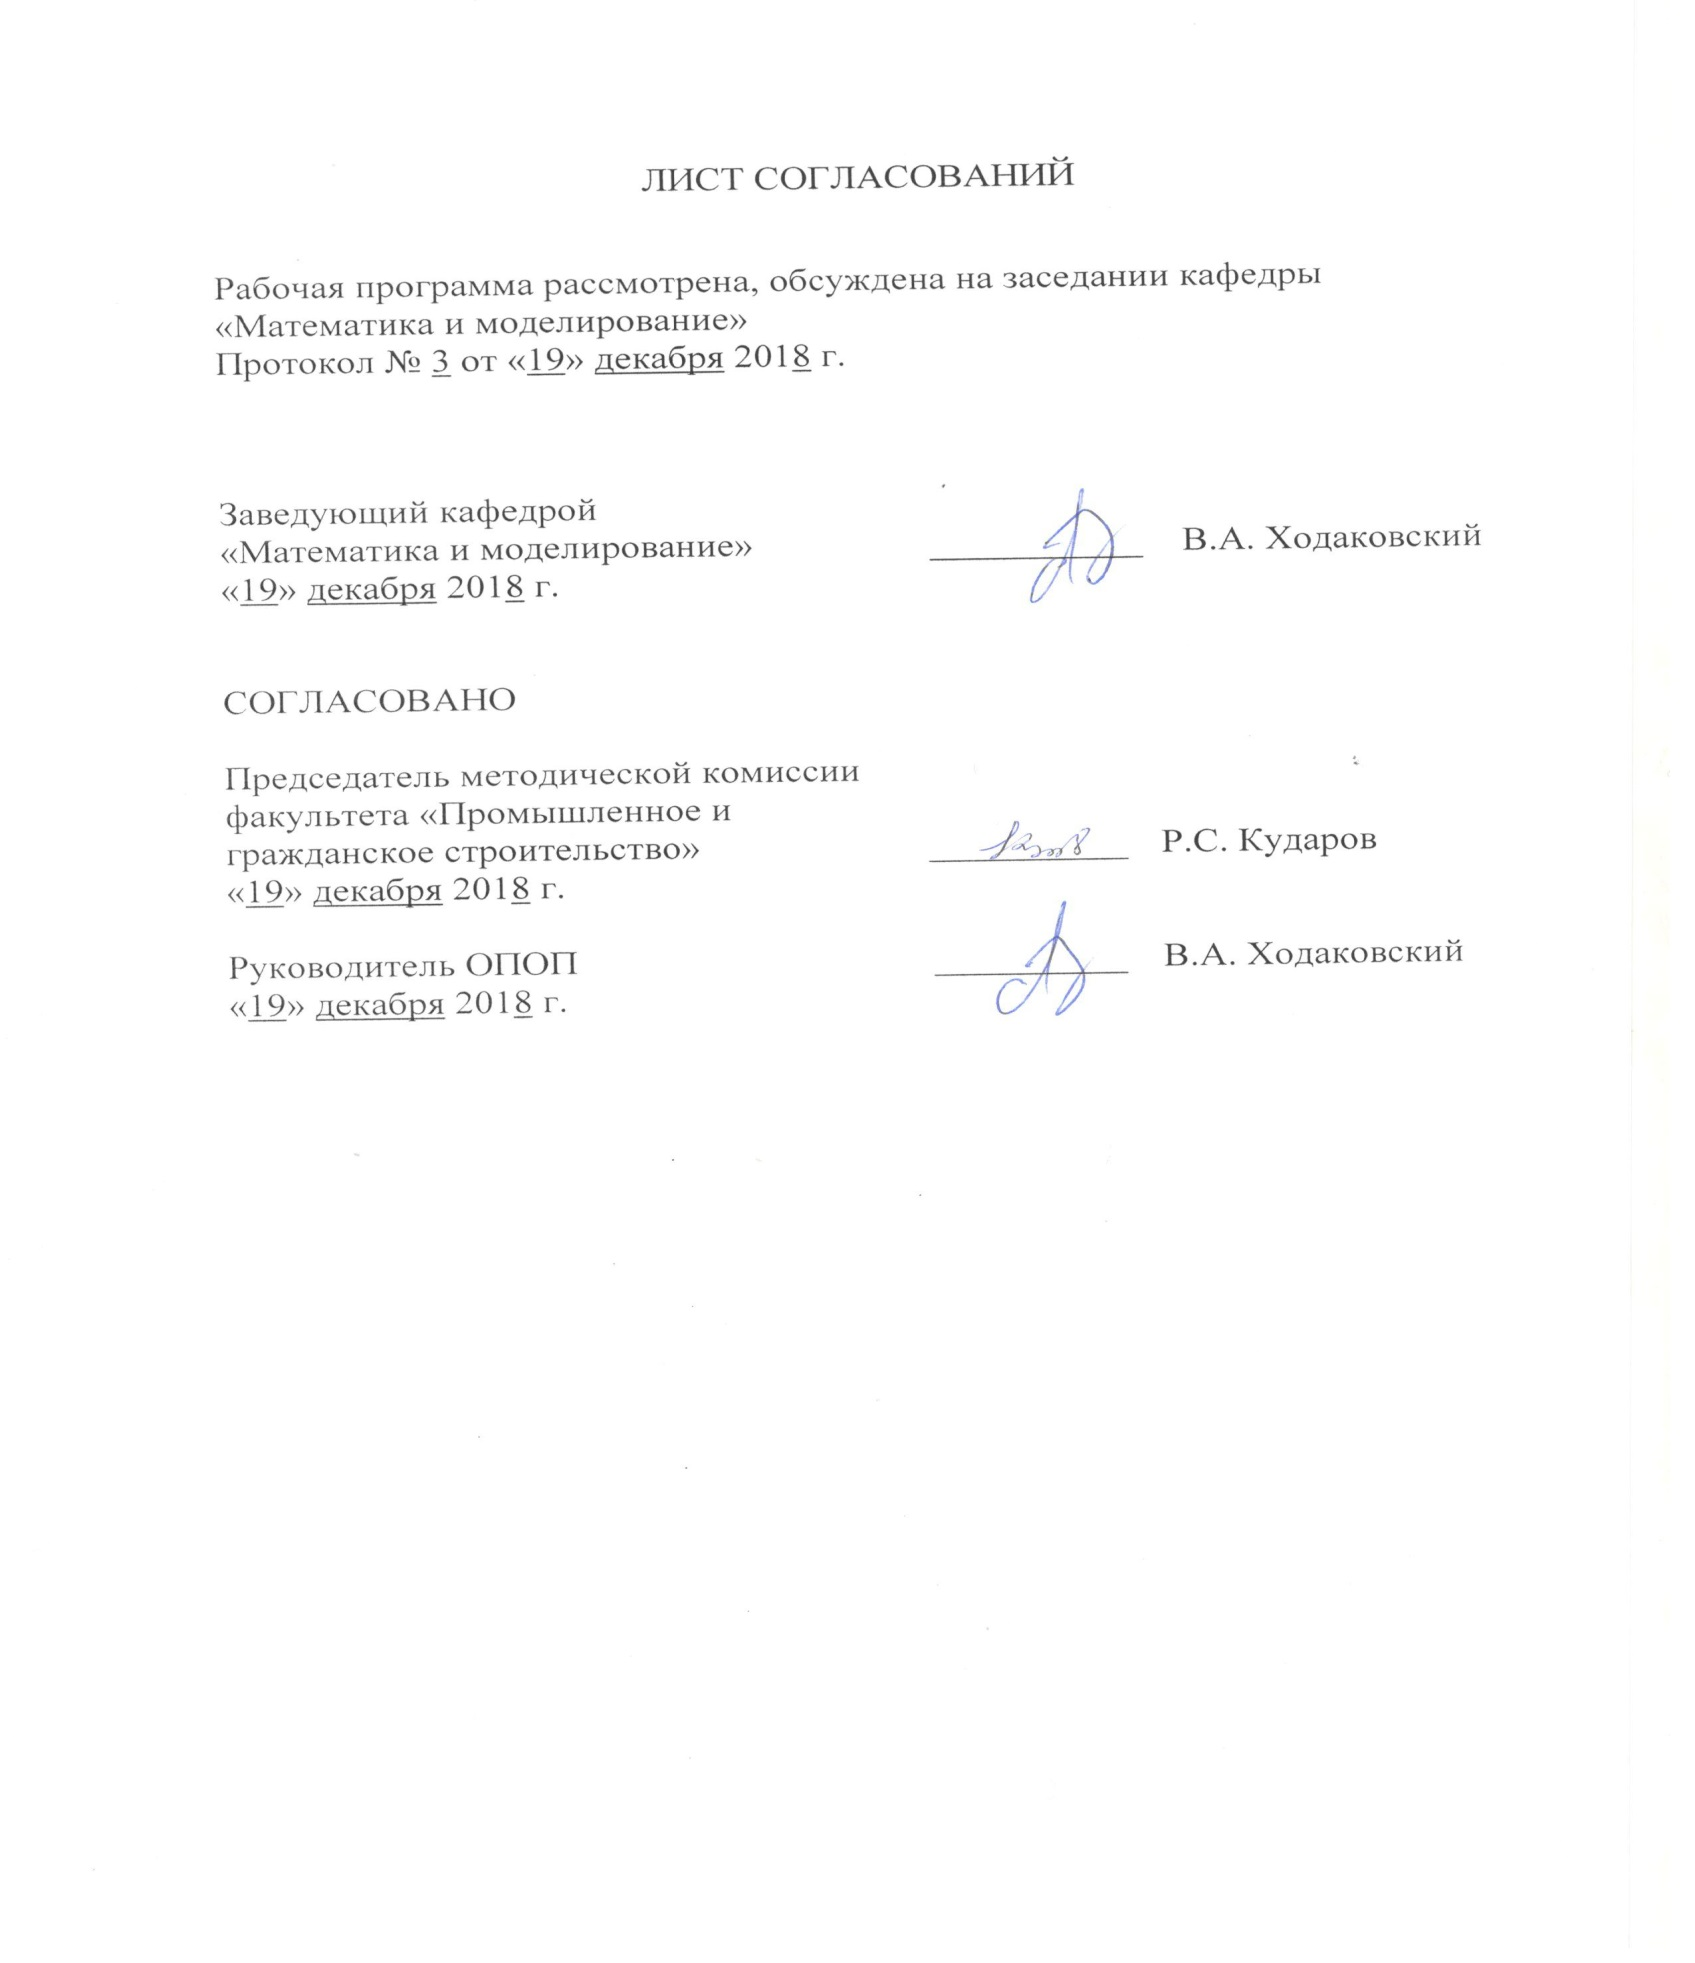 ЛИСТ СОГЛАСОВАНИЙ
Рабочая программа рассмотрена, обсуждена на заседании кафедры
«Математика и моделирование»
Протокол № 3 от «19» декабря 2018 г.
Заведующий кафедрой
«Математика и моделирование» В.А. Ходаковский
«19» декабря 2018 г.
СОГЛАСОВАНО
Председатель методической комиссии
факультета «Промышленное и
гражданское строительство» Р.С. Кударов
«19» декабря 2018 г.
Руководитель ОПОП В.А. Ходаковский
«19» декабря 2018 г.